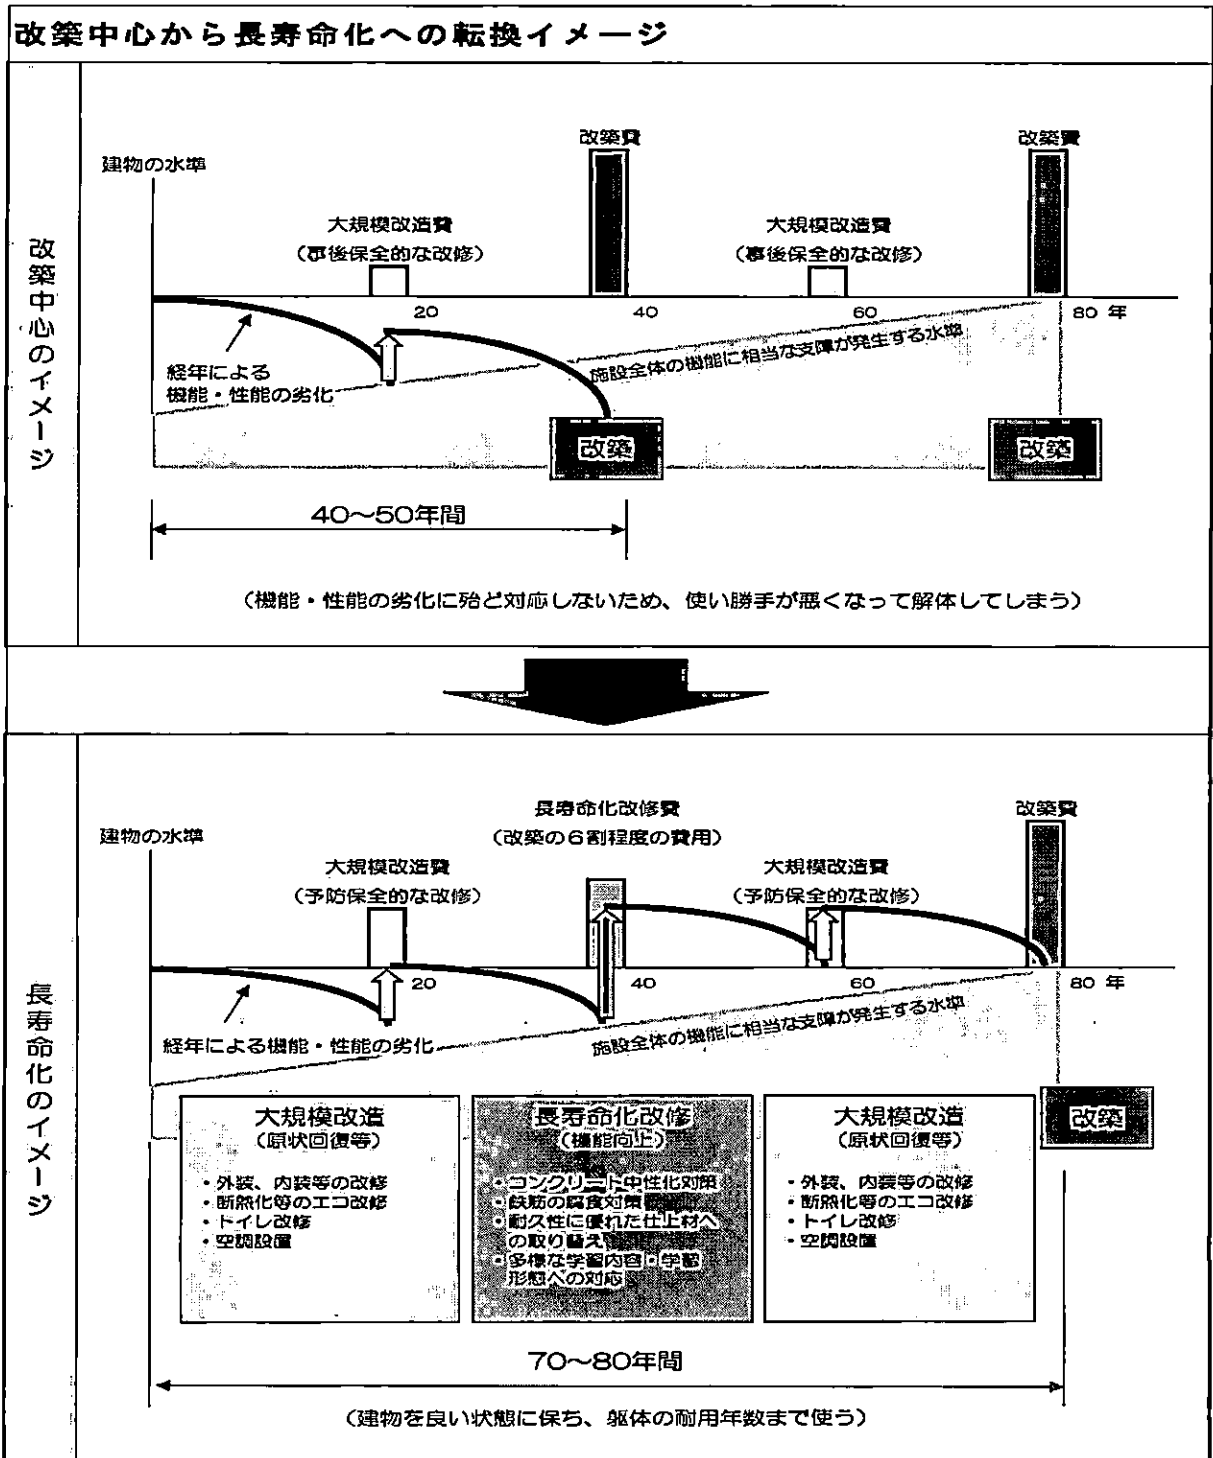 改築中心から長寿命化への転換イメージ
改築中心のイメージ
建物の水準
改築費
改築費
大規模改造費
（事後保全的な改修）
大規模改造費
（事後保全的な改修）
20
40
60
80 年
経年による
機能・性能の劣化
施設全体の機能に相当な支障が発生する水準
改築
改築
40～50年間
（機能・性能の劣化に殆ど対応しないため、使い勝手が悪くなって解体してしまう）
長寿命化のイメージ
建物の水準
長寿命化改修費
（改築の６割程度の費用）
改築費
大規模改造費
（予防保全的な改修）
大規模改造費
（予防保全的な改修）
20
40
60
80 年
経年による機能・性能の劣化
施設全体の機能に相当な支障が発生する水準
大規模改造
（原状回復等）
・外装、内装等の改修
・断熱化等のエコ改修
・トイレ改修
・空調設置
長寿命化改修
（機能向上）
・コンクリート中性化対策
・鉄筋の腐食対策
・耐久性に優れた仕上材へ
の取り替え
・多様な学習内容・学習
形態への対応
大規模改造
（原状回復等）
・外装、内装等の改修
・断熱化等のエコ改修
・トイレ改修
・空調設置
改築
70～80年間
（建物を良い状態に保ち、躯体の耐用年数まで使う）